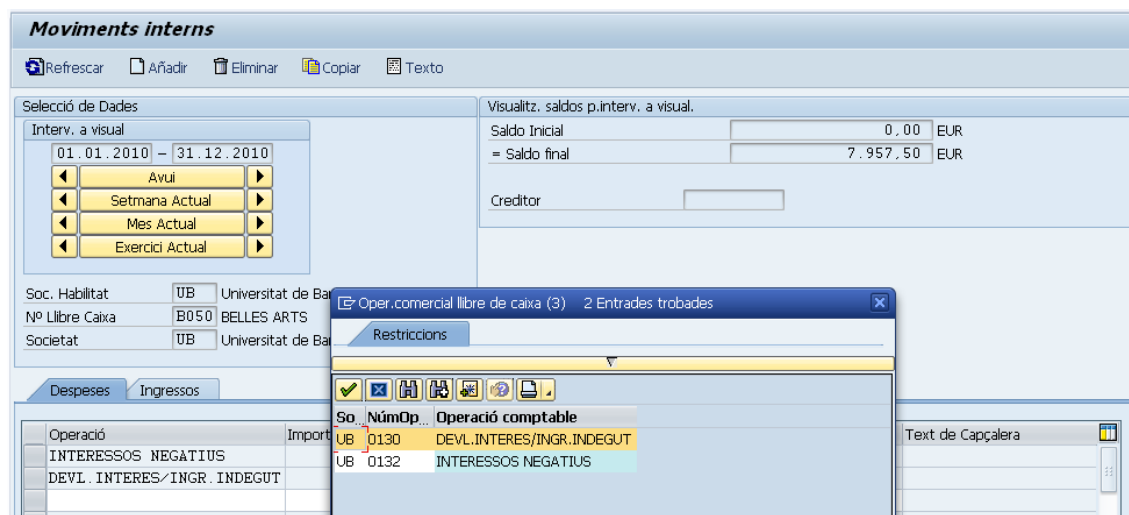 Moviments interns
Refrescar Añadir Eliminar Copiar Texto
Selecció de Dades
Interv. a visual
01.01.2010 – 31.12.2010
Avui
Setmana Actual
Mes Actual
Exercici Actual
Visualitz. saldos p.interv. a visual.
Saldo Inicial 0,00 EUR
= Saldo final 7.957,50 EUR
Creditor
Soc. Habilitat UB Universitat de Bar
Nº Llibre Caixa B050 BELLES ARTS
Societat UB Universitat de Bar
Despeses Ingressos
Operació Import Text de Capçalera
INTERESSOS NEGATIUS
DEVL.INTERES/INGR.INDEGUT
Oper.comercial llibre de caixa (3) 2 Entrades trobades
Restriccions
So... NúmOp... Operació comptable
UB 0130 DEVL.INTERES/INGR.INDEGUT
UB 0132 INTERESSOS NEGATIUS